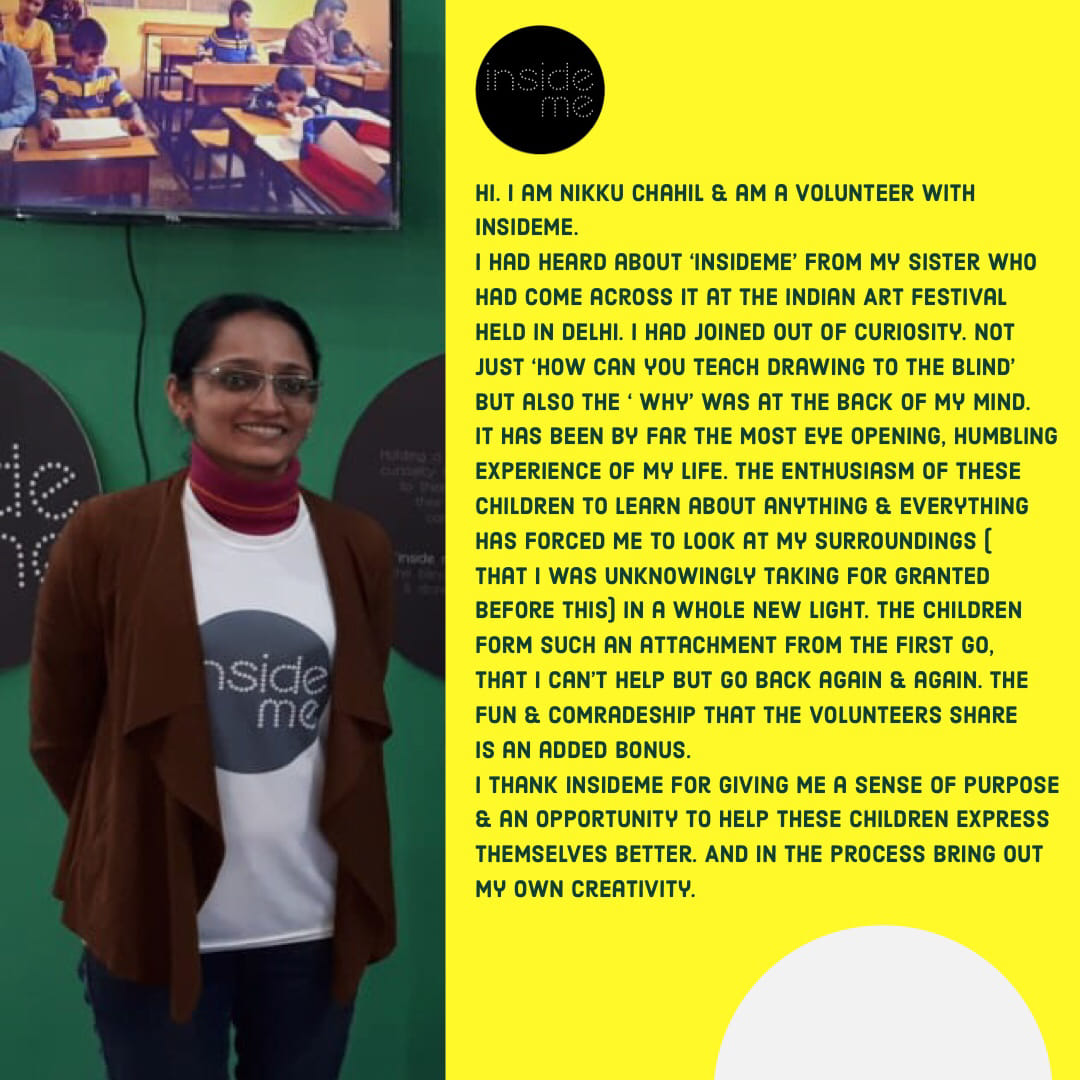 inside
me
HI. I AM NIKKU CHAHIL & AM A VOLUNTEER WITH
INSIDEME.
I HAD HEARD ABOUT ‘INSIDEME’ FROM MY SISTER WHO
HAD COME ACROSS IT AT THE INDIAN ART FESTIVAL
HELD IN DELHI. I HAD JOINED OUT OF CURIOSITY. NOT
JUST ‘HOW CAN YOU TEACH DRAWING TO THE BLIND’
BUT ALSO THE ‘ WHY’ WAS AT THE BACK OF MY MIND.
IT HAS BEEN BY FAR THE MOST EYE OPENING, HUMBLING
EXPERIENCE OF MY LIFE. THE ENTHUSIASM OF THESE
CHILDREN TO LEARN ABOUT ANYTHING & EVERYTHING
HAS FORCED ME TO LOOK AT MY SURROUNDINGS (
THAT I WAS UNKNOWINGLY TAKING FOR GRANTED
BEFORE THIS) IN A WHOLE NEW LIGHT. THE CHILDREN
FORM SUCH AN ATTACHMENT FROM THE FIRST GO,
THAT I CAN’T HELP BUT GO BACK AGAIN & AGAIN. THE
FUN & COMRADESHIP THAT THE VOLUNTEERS SHARE
IS AN ADDED BONUS.
I THANK INSIDEME FOR GIVING ME A SENSE OF PURPOSE
& AN OPPORTUNITY TO HELP THESE CHILDREN EXPRESS
THEMSELVES BETTER. AND IN THE PROCESS BRING OUT
MY OWN CREATIVITY.
nside
me
TCL
Holding a
curiosity
to the
'inside